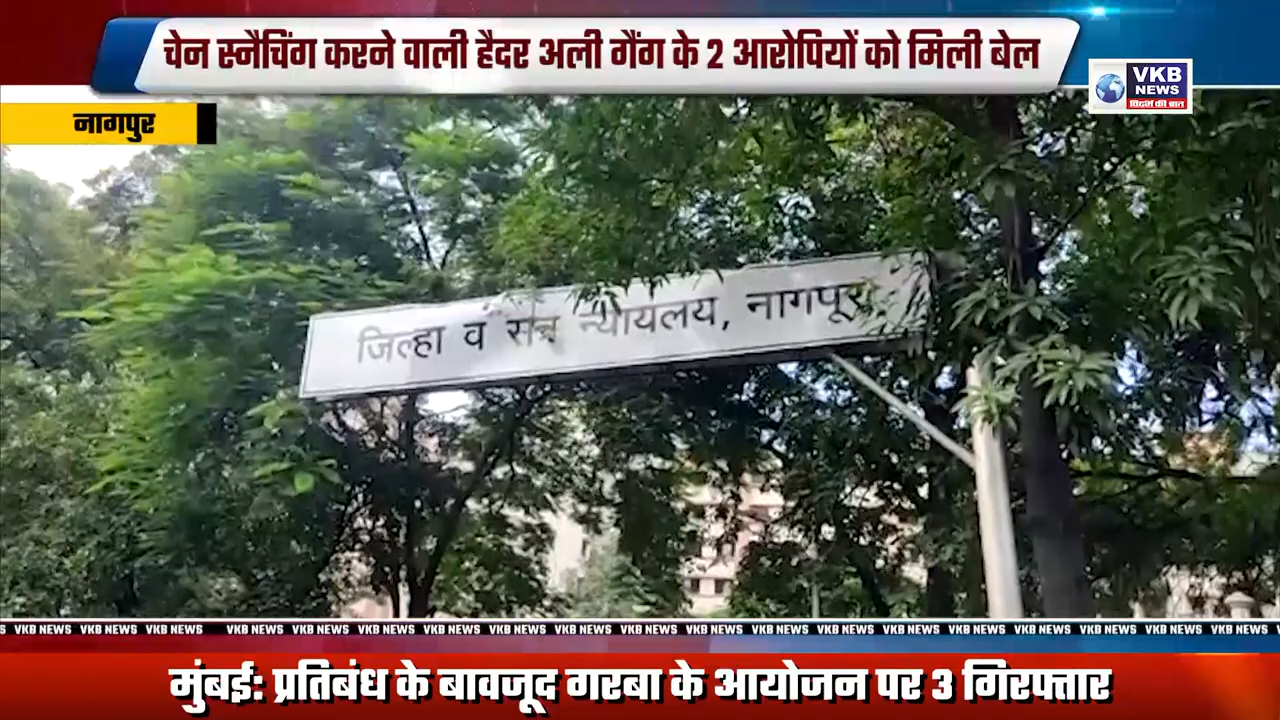 चेन स्नैचिंग करने वाली हैदर अली गैंग के 2 आरोपियों को मिली बेल
VKB
NEWS
विदर्भ की बात
नागपुर
जिल्हा व सत्र न्यायलय, नागपूर
S VKB NEWS VKB NEWS VKB NEWS VKB NEWS VKB NEWS VKB NEWS VKB NEWS VKB NEWS VKB NEWS VKB NEWS VKB NEWS VKB NEWS VKB NEWS VKB NEWS VKB NEWS VKB NEWS VKB NEWS VKB NEWS VKB NEWS
मुंबई: प्रतिबंध के बावजूद गरबा के आयोजन पर 3 गिरफ्तार